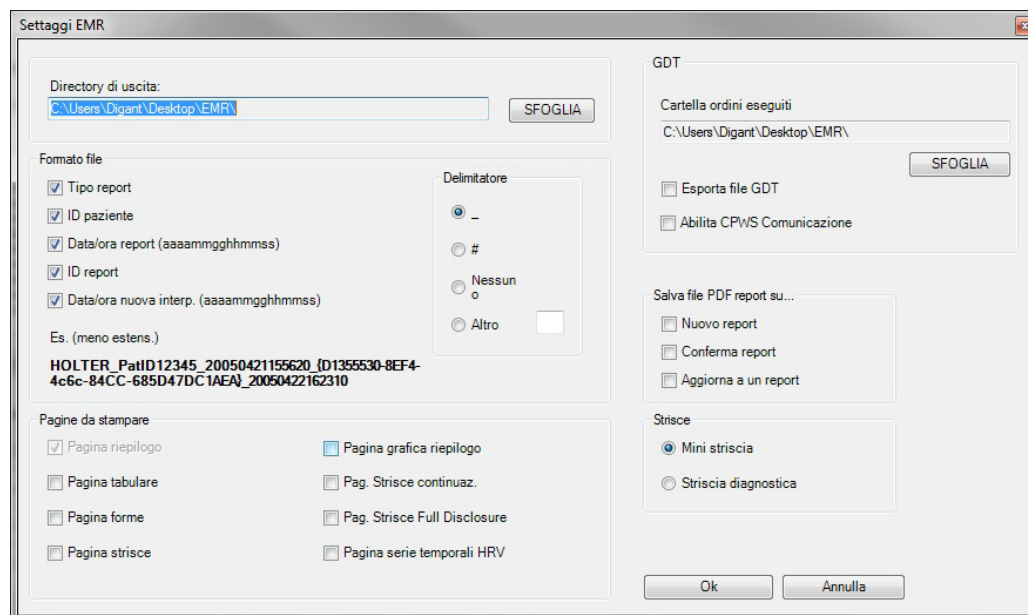 Settaggi EMR
Directory di uscita:
C:\Users\Digant\Desktop\EMR\
SFOGLIA
Formato file
Tipo report
ID paziente
Data/ora report (aaaammgghhmmss)
ID report
Data/ora nuova interp. (aaaammgghhmmss)
Delimitatore
_
#
Nessun
o
Altro
Es. (meno estens.)
HOLTER_PatID12345_20050421155620_{D1355530-8EF4-
4c6c-84CC-685D47DC1AEA}_20050422162310
Pagine da stampare
Pagina riepilogo
Pagina tabulare
Pagina forme
Pagina strisce
Pagina grafica riepilogo
Pag. Strisce continuaz.
Pag. Strisce Full Disclosure
Pagina serie temporali HRV
GDT
Cartella ordini eseguiti
C:\Users\Digant\Desktop\EMR\
SFOGLIA
Esporta file GDT
Abilita CPWS Comunicazione
Salva file PDF report su...
Nuovo report
Conferma report
Aggiorna a un report
Strisce
Mini striscia
Striscia diagnostica
Ok
Annulla